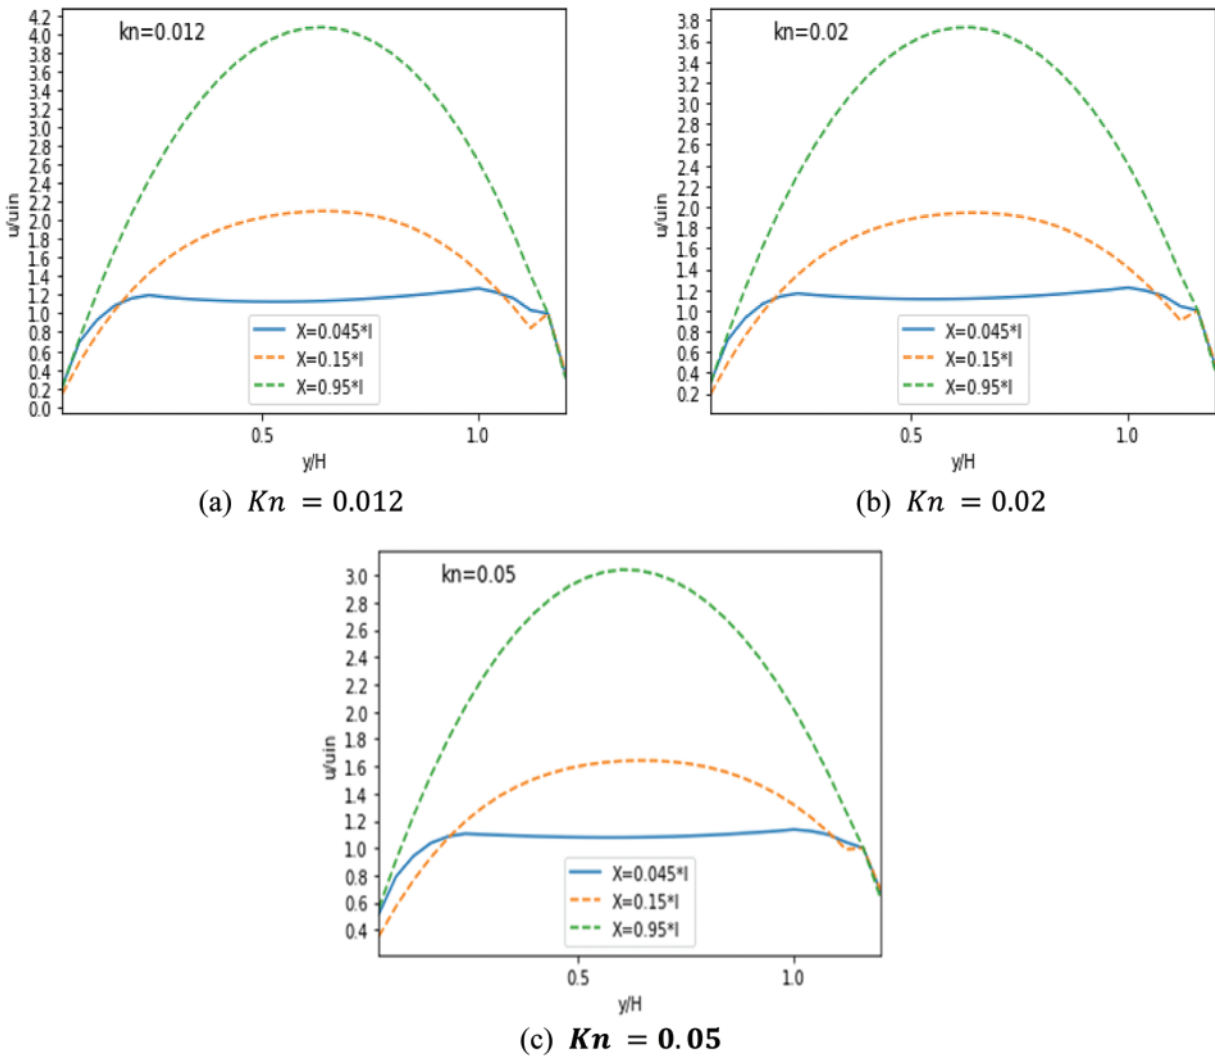 kn=0.012
4.2
4.0
3.8
3.6
3.4
3.2
3.0
2.8
2.6
2.4
2.2
2.0
1.8
1.6
1.4
1.2
1.0
0.8
0.6
0.4
0.2
0.0
u/uin
X=0.045*l
X=0.15*l
X=0.95*l
0.5 1.0
y/H
(a) Kn = 0.012
kn=0.02
3.8
3.6
3.4
3.2
3.0
2.8
2.6
2.4
2.2
2.0
1.8
1.6
1.4
1.2
1.0
0.8
0.6
0.4
0.2
u/uin
X=0.045*l
X=0.15*l
X=0.95*l
0.5 1.0
y/H
(b) Kn = 0.02
kn=0.05
3.0
2.8
2.6
2.4
2.2
2.0
1.8
1.6
1.4
1.2
1.0
0.8
0.6
0.4
u/uin
X=0.045*l
X=0.15*l
X=0.95*l
0.5 1.0
y/H
(c) Kn = 0.05